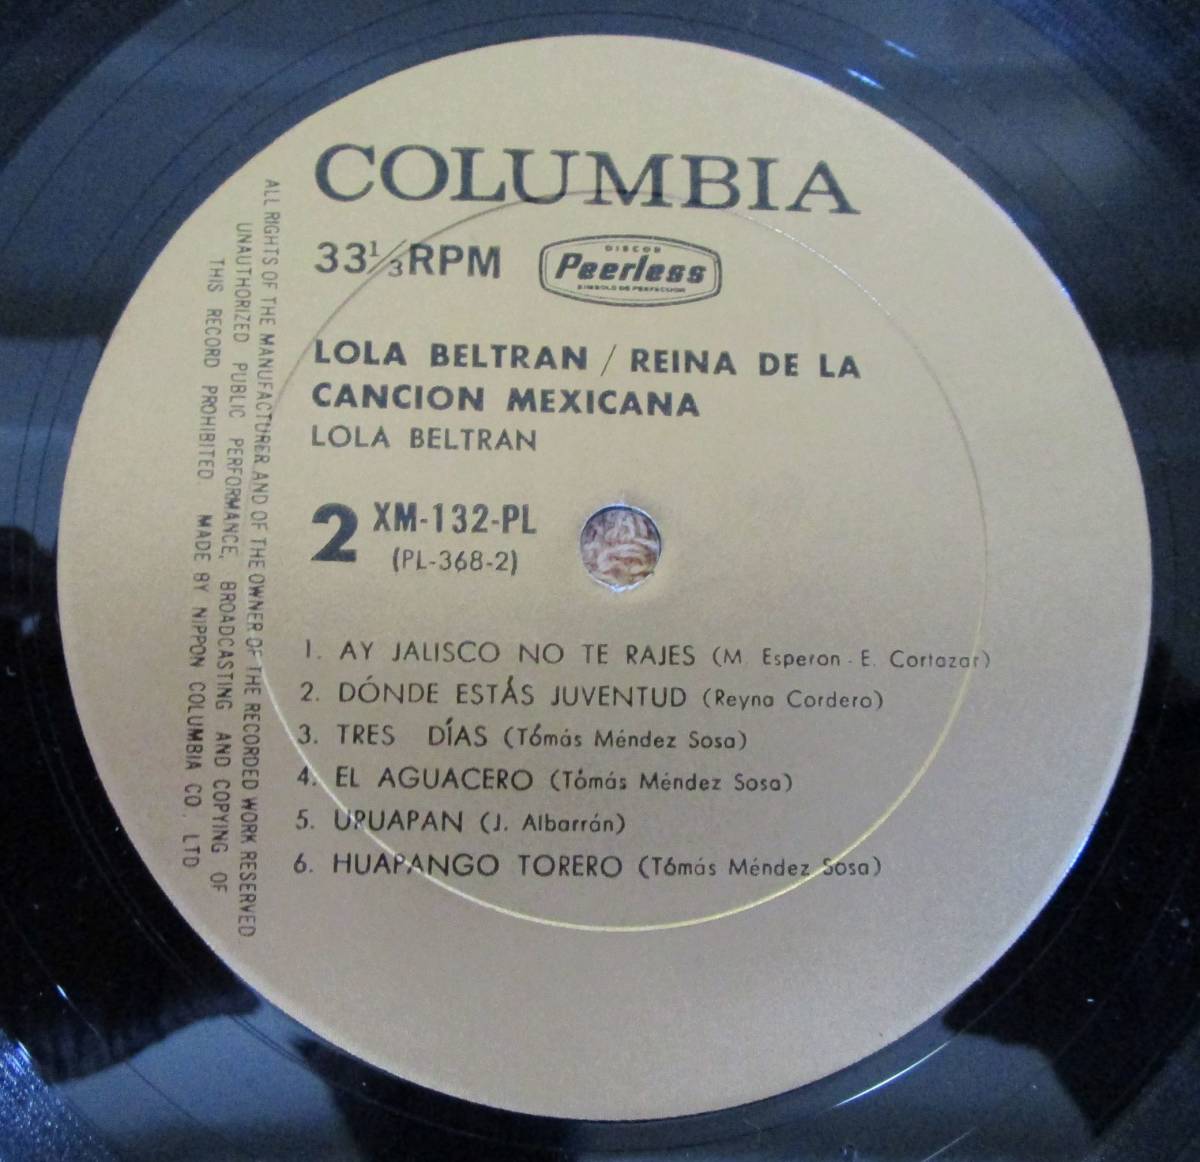 COLUMBIA
33⅓ RPM
DISCOS
Peerless
SIMBOLO DE PERFECCION
LOLA BELTRAN / REINA DE LA
CANCION MEXICANA
LOLA BELTRAN
2 XM-132-PL
(PL-368-2)
1. AY JALISCO NO TE RAJES (M. Esperon - E. Cortazar)
2. DÓNDE ESTÁS JUVENTUD (Reyna Cordero)
3. TRES DÍAS (Tómás Méndez Sosa)
4. EL AGUACERO (Tómás Méndez Sosa)
5. URUAPAN (J. Albarrán)
6. HUAPANGO TORERO (Tómás Méndez Sosa)
ALL RIGHTS OF THE MANUFACTURER AND OF THE OWNER OF THE RECORDED WORK RESERVED
UNAUTHORIZED PUBLIC PERFORMANCE, BROADCASTING AND COPYING OF
THIS RECORD PROHIBITED. MADE BY NIPPON COLUMBIA CO., LTD